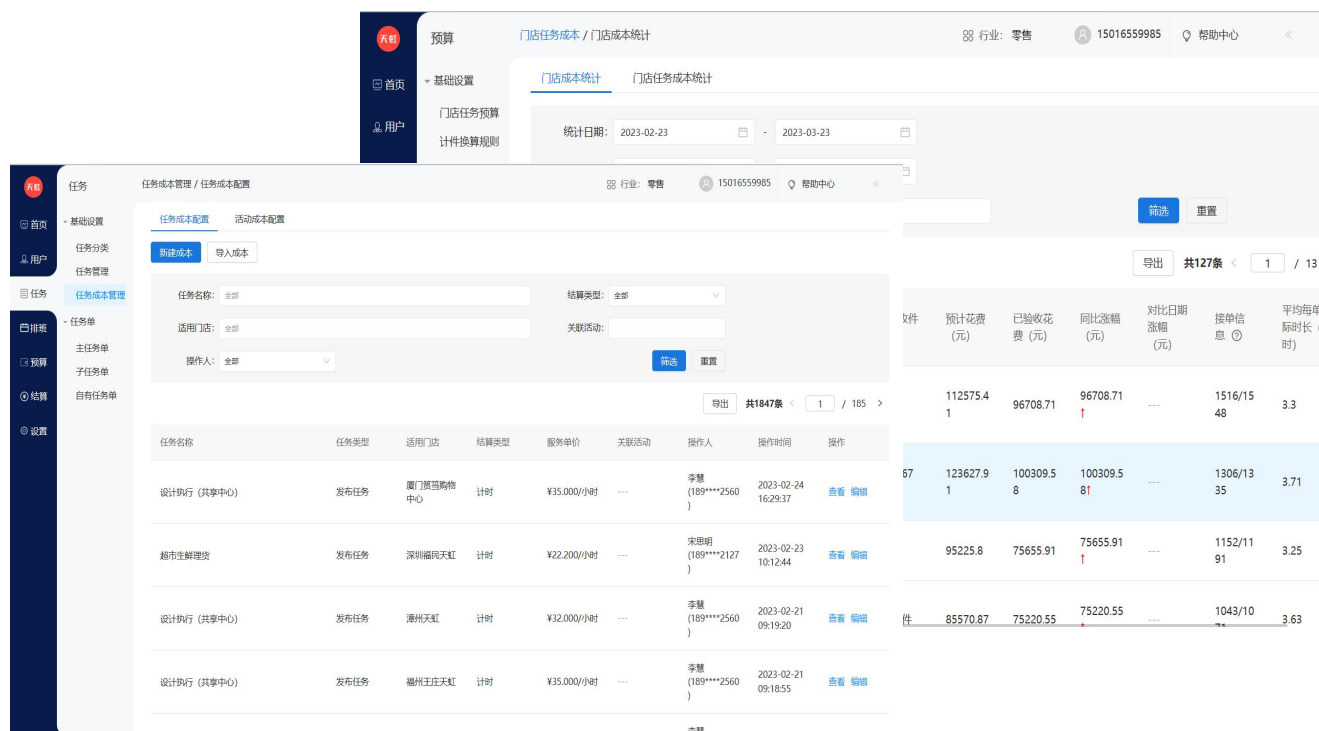 天虹
预算
门店任务成本 / 门店成本统计
行业: 零售
15016559985
帮助中心
首页
用户
基础设置
门店任务预算
计件换算规则
门店成本统计
门店任务成本统计
统计日期:
2023-02-23
-
2023-03-23
筛选
重置
导出
共127条
1
/ 13
预计花费
(元)
已验收花
费 (元)
同比涨幅
(元)
对比日期
涨幅
(元)
接单信
息
平均每单
际时长
时)
112575.4
1
96708.71
96708.71
↑
---
1516/15
48
3.3
67
123627.9
1
100309.5
8
100309.5
8↑
---
1306/13
35
3.71
95225.8
75655.91
75655.91
↑
---
1152/11
91
3.25
件
85570.87
75220.55
75220.55
---
1043/10
71
3.63
天虹
首页
用户
任务
排班
预算
结算
设置
任务
基础设置
任务分类
任务管理
任务成本管理
任务单
主任务单
子任务单
自有任务单
任务成本管理 / 任务成本配置
行业: 零售
15016559985
帮助中心
任务成本配置
活动成本配置
新建成本
导入成本
任务名称: 全部
结算类型: 全部
适用门店: 全部
关联活动:
操作人: 全部
筛选
重置
导出
共1847条
1
/ 185
任务名称
任务类型
适用门店
结算类型
服务单价
关联活动
操作人
操作时间
操作
设计执行 (共享中心)
发布任务
厦门筼筜购物
中心
计时
¥35.000/小时
---
李慧
(189****2560
)
2023-02-24
16:29:37
查看 编辑
超市生鲜理货
发布任务
深圳福民天虹
计时
¥22.200/小时
---
宋思明
(189****2127
)
2023-02-23
10:12:44
查看 编辑
设计执行 (共享中心)
发布任务
漳州天虹
计时
¥32.000/小时
---
李慧
(189****2560
)
2023-02-21
09:19:20
查看 编辑
设计执行 (共享中心)
发布任务
福州王庄天虹
计时
¥35.000/小时
---
李慧
(189****2560
)
2023-02-21
09:18:55
查看 编辑
李慧